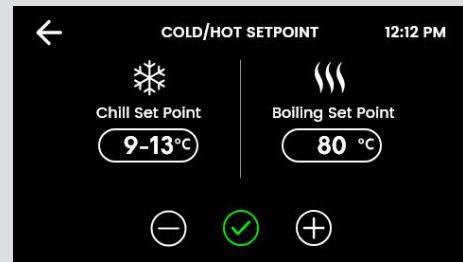 COLD/HOT SETPOINT 12:12 PM
Chill Set Point Boiling Set Point
9-13°C 80 °C